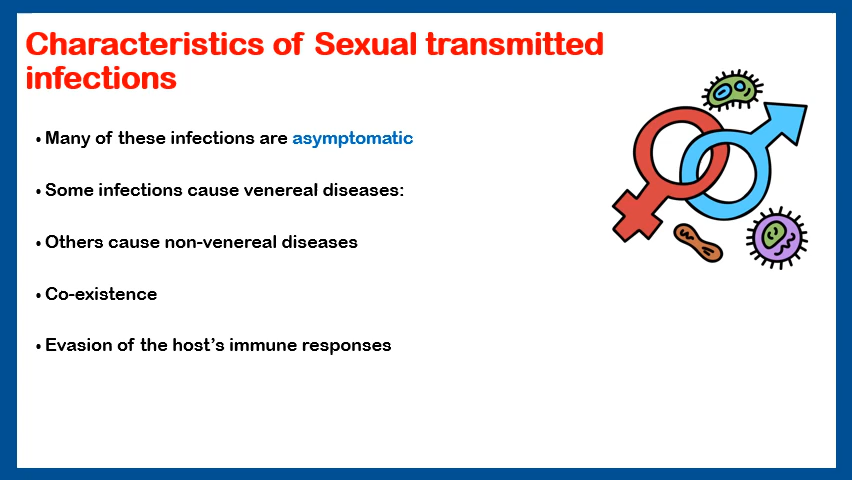 Characteristics of Sexual transmitted
infections
• Many of these infections are asymptomatic
• Some infections cause venereal diseases:
• Others cause non-venereal diseases
• Co-existence
• Evasion of the host's immune responses